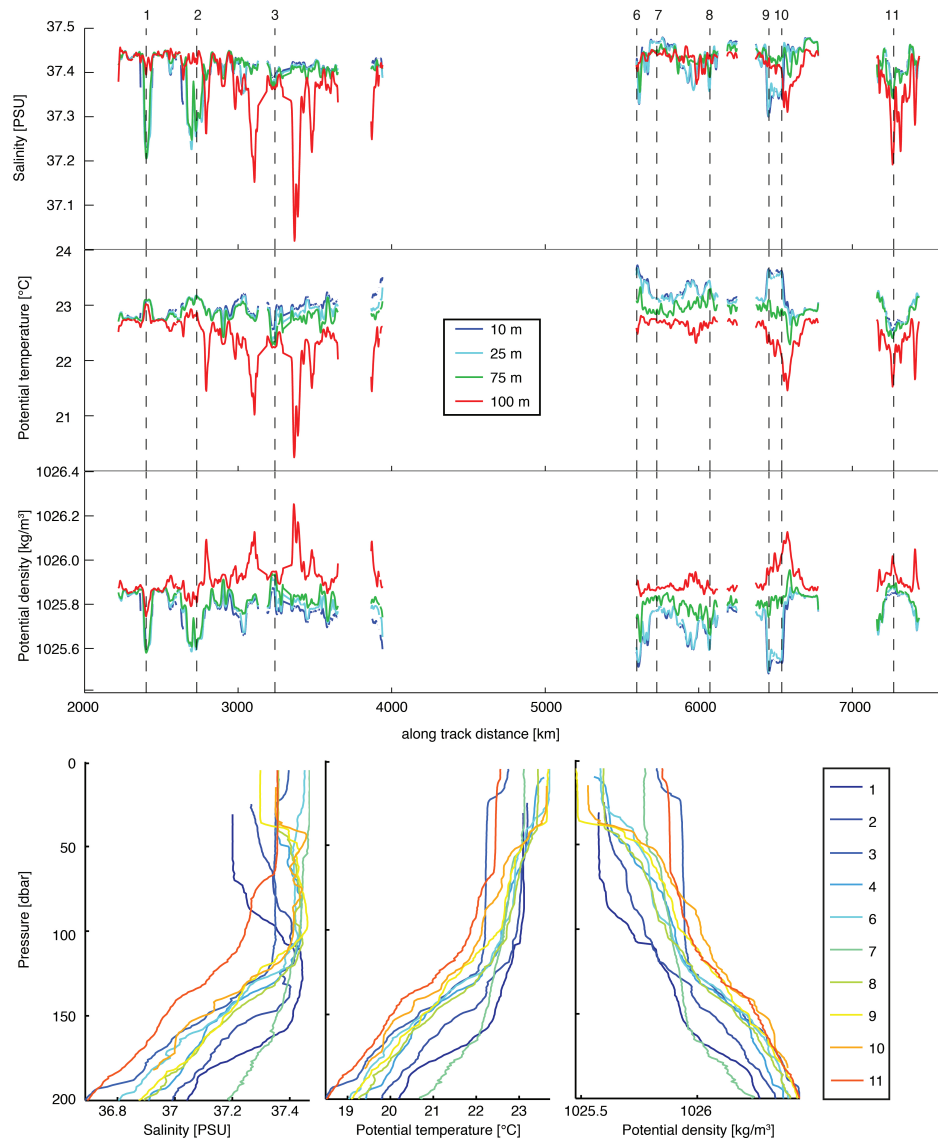 1 2 3 6 7 8 9 10 11
37.5
37.4
37.3
37.2
37.1
Salinity [PSU]
24
23
22
21
Potential temperature [°C]
10 m
25 m
75 m
100 m
1026.4
1026.2
1026.0
1025.8
1025.6
Potential density [kg/m³]
2000 3000 4000 5000 6000 7000
along track distance [km]
0
50
100
150
200
Pressure [dbar]
36.8 37 37.2 37.4
Salinity [PSU]
19 20 21 22 23
Potential temperature [°C]
1025.5 1026
Potential density [kg/m³]
1
2
3
4
6
7
8
9
10
11